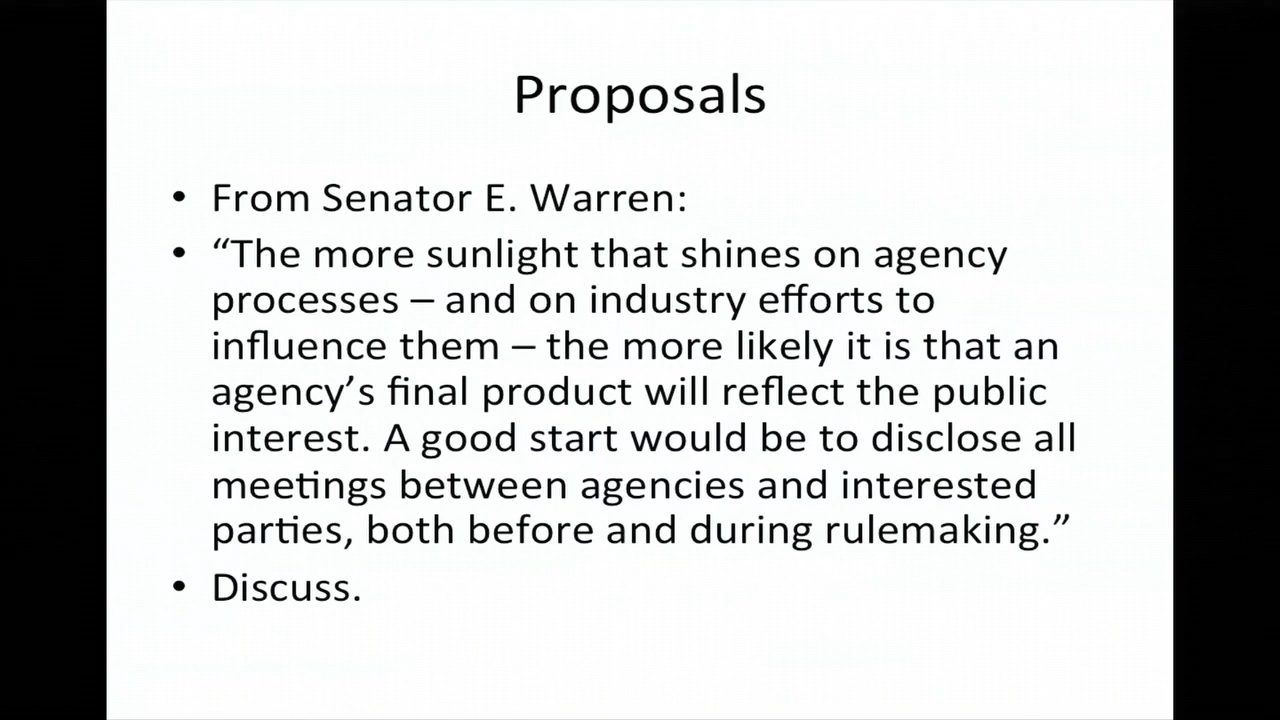 Proposals
• From Senator E. Warren:
• “The more sunlight that shines on agency
processes – and on industry efforts to
influence them – the more likely it is that an
agency’s final product will reflect the public
interest. A good start would be to disclose all
meetings between agencies and interested
parties, both before and during rulemaking.”
• Discuss.